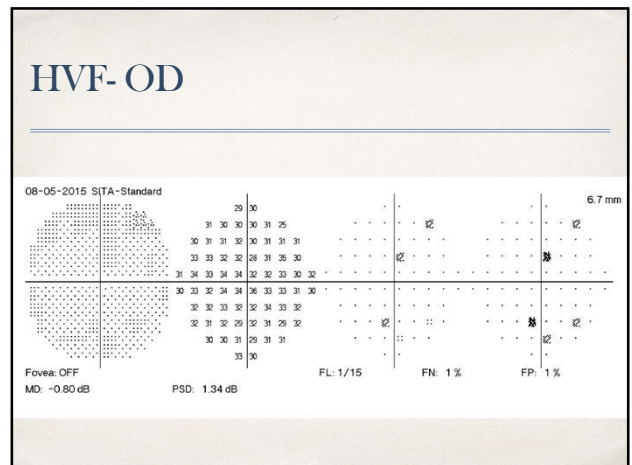 HVF- OD
08-05-2015 SITA-Standard
6.7 mm
29 30
31 30 30 30 31 25
30 31 31 32 30 31 31 31
33 33 32 32 28 31 35 30
31 34 33 34 34 32 32 33 30 32
30 33 32 34 34 36 33 33 31 30
32 32 33 32 32 34 33 32
32 31 32 29 32 31 29 32
30 30 31 29 31 31
33 30
Fovea: OFF
FL: 1/15 FN: 1 % FP: 1 %
MD: -0.80 dB PSD: 1.34 dB